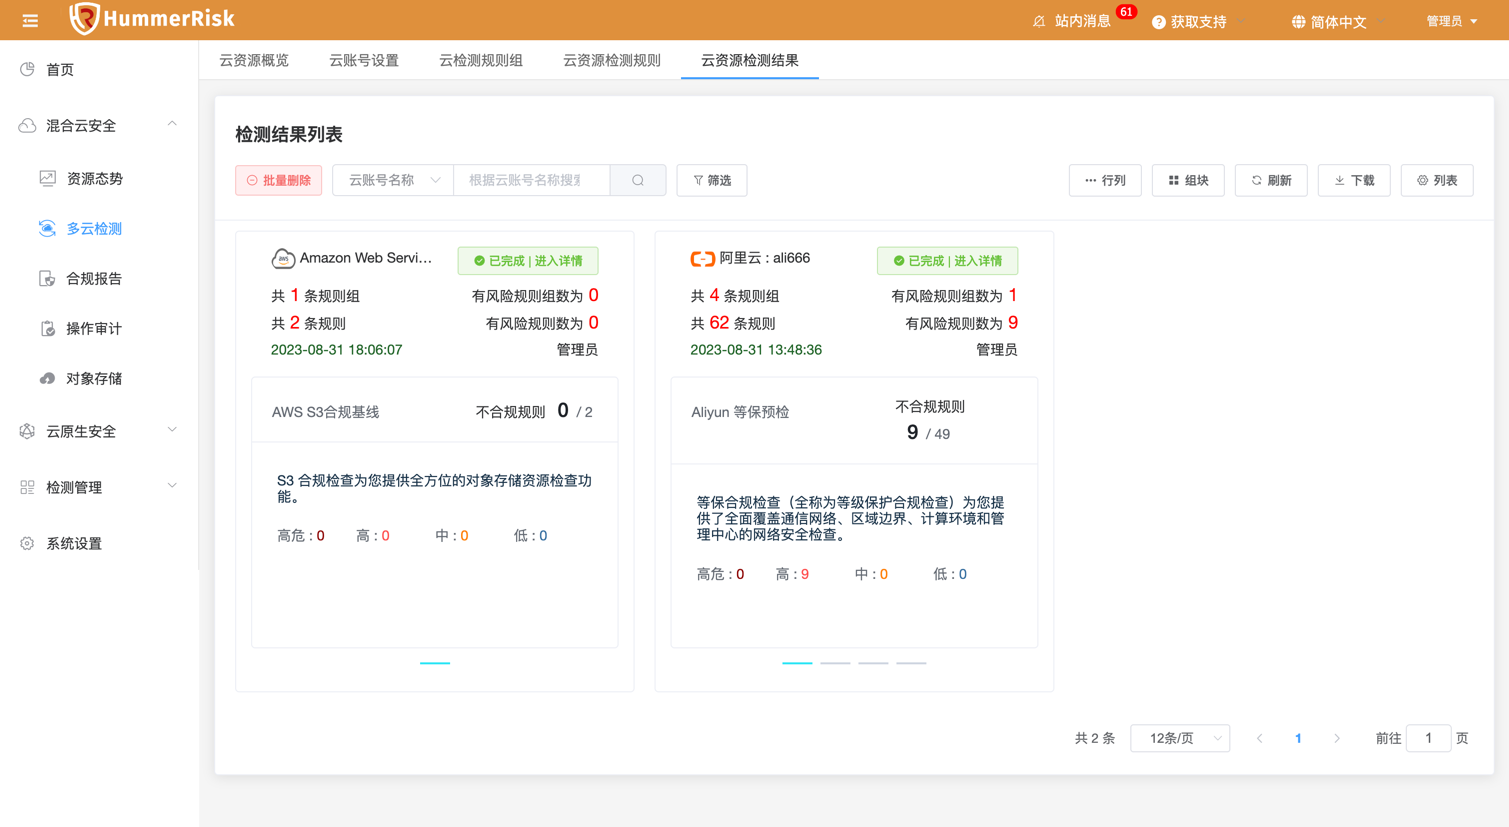 HummerRisk
站内消息 61
获取支持
简体中文
管理员
首页
混合云安全
资源态势
多云检测
合规报告
操作审计
对象存储
云原生安全
检测管理
系统设置
云资源概览 云账号设置 云检测规则组 云资源检测规则 云资源检测结果
检测结果列表
批量删除 云账号名称 根据云账号名称搜索 筛选 行列 组块 刷新 下载 列表
aws Amazon Web Servi... 已完成 | 进入详情
共 1 条规则组 有风险规则组数为 0
共 2 条规则 有风险规则数为 0
2023-08-31 18:06:07 管理员
AWS S3合规基线 不合规规则 0 / 2
S3 合规检查为您提供全方位的对象存储资源检查功
能。
高危 : 0 高 : 0 中 : 0 低 : 0
阿里云 : ali666 已完成 | 进入详情
共 4 条规则组 有风险规则组数为 1
共 62 条规则 有风险规则数为 9
2023-08-31 13:48:36 管理员
Aliyun 等保预检 不合规规则
9 / 49
等保合规检查（全称为等级保护合规检查）为您提
供了全面覆盖通信网络、区域边界、计算环境和管
理中心的网络安全检查。
高危 : 0 高 : 9 中 : 0 低 : 0
共 2 条 12条/页 1 前往 1 页